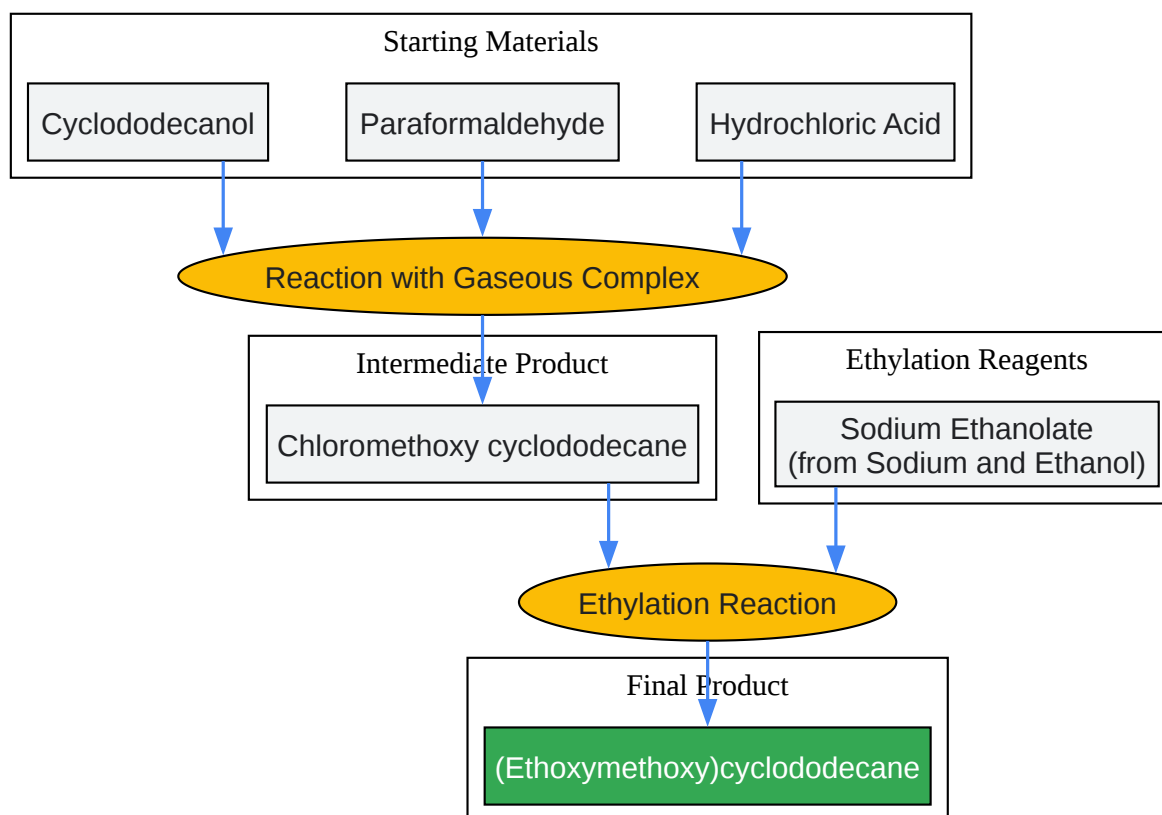 Starting Materials
Cyclododecanol
Paraformaldehyde
Hydrochloric Acid
Reaction with Gaseous Complex
Intermediate Product
Chloromethoxy cyclododecane
Ethylation Reagents
Sodium Ethanolate
(from Sodium and Ethanol)
Ethylation Reaction
Final Product
(Ethoxymethoxy)cyclododecane